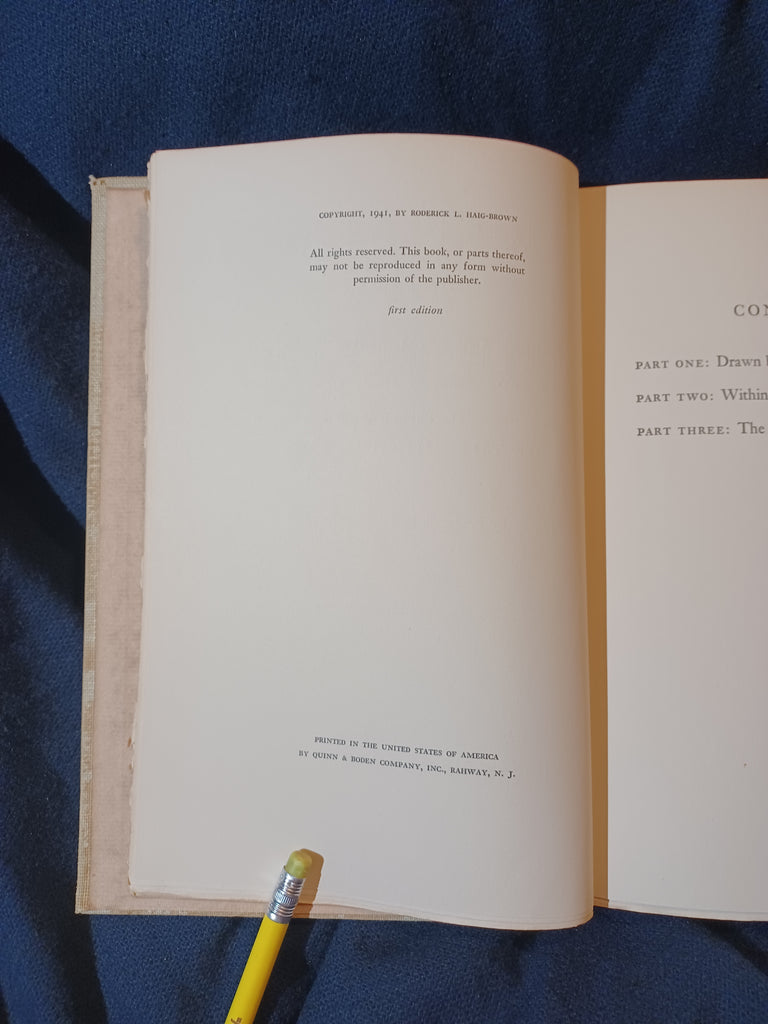 COPYRIGHT, 1941, BY RODERICK L. HAIG-BROWN
All rights reserved. This book, or parts thereof,
may not be reproduced in any form without
permission of the publisher.
first edition
PRINTED IN THE UNITED STATES OF AMERICA
BY QUINN & BODEN COMPANY, INC., RAHWAY, N. J.
CON
PART ONE: Drawn
PART TWO: Within
PART THREE: The